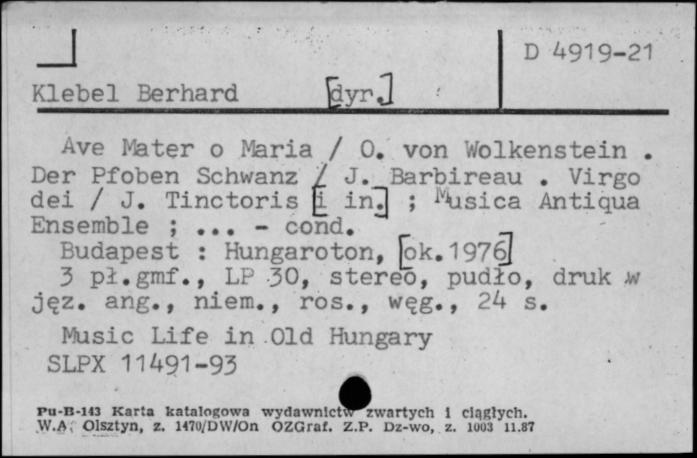 D 4919-21
Klebel Berhard [dyr.]
Ave Mater o Maria / O. von Wolkenstein .
Der Pfoben Schwanz / J. Barbireau . Virgo
dei / J. Tinctoris [i in.] ; Musica Antiqua
Ensemble ; ... - cond.
Budapest : Hungaroton, [ok.1976]
3 pł.gmf., LP 30, stereo, pudło, druk w
jęz. ang., niem., ros., węg., 24 s.
Music Life in Old Hungary
SLPX 11491-93
Pu-B-143 Karta katalogowa wydawnictw zwartych i ciągłych.
W.A. Olsztyn, z. 1470/DW/On OZGraf. Z.P. Dz-wo, z. 1003 11.87